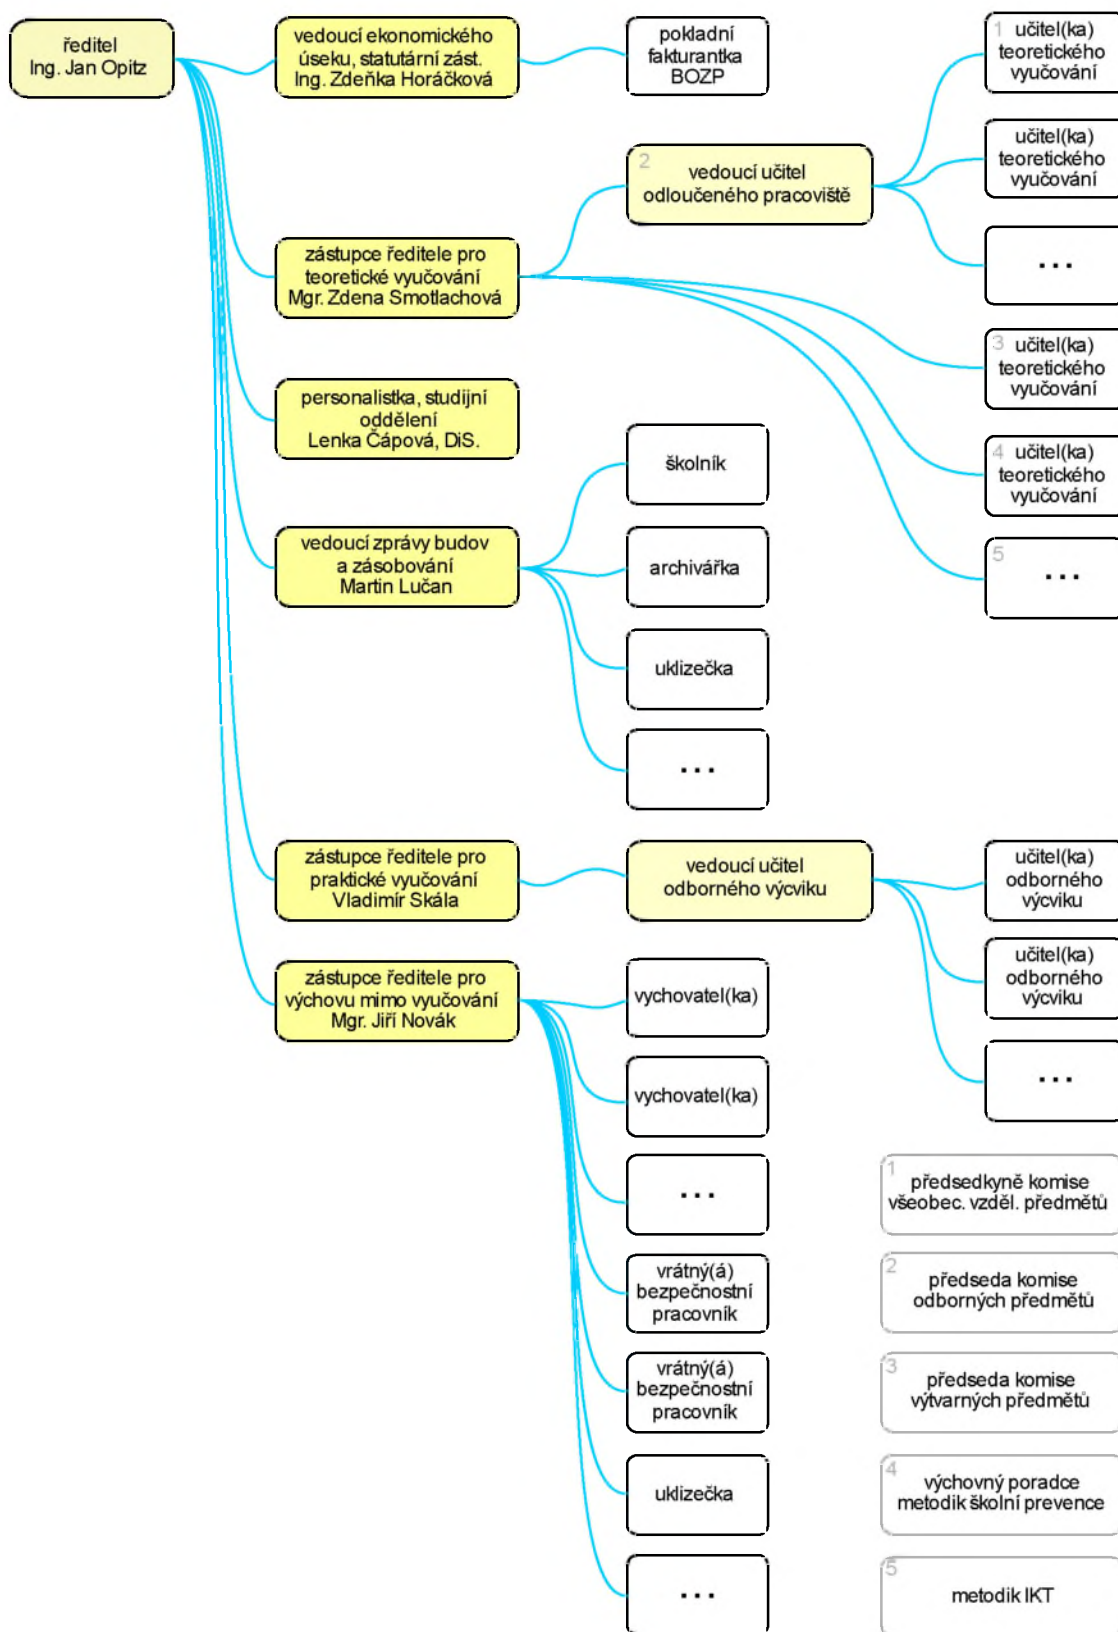 ředitel
Ing. Jan Opitz
vedoucí ekonomického
úseku, statutární zást.
Ing. Zdeňka Horáčková
pokladní
fakturantka
BOZP
1 učitel(ka)
teoretického
vyučování
učitel(ka)
teoretického
vyučování
...
2 vedoucí učitel
odloučeného pracoviště
zástupce ředitele pro
teoretické vyučování
Mgr. Zdena Smotlachová
3 učitel(ka)
teoretického
vyučování
4 učitel(ka)
teoretického
vyučování
5 ...
personalistka, studijní
oddělení
Lenka Čápová, DiS.
vedoucí zprávy budov
a zásobování
Martin Lučan
školník
archivářka
uklizečka
...
zástupce ředitele pro
praktické vyučování
Vladimír Skála
vedoucí učitel
odborného výcviku
učitel(ka)
odborného
výcviku
učitel(ka)
odborného
výcviku
...
zástupce ředitele pro
výchovu mimo vyučování
Mgr. Jiří Novák
vychovatel(ka)
vychovatel(ka)
...
vrátný(á)
bezpečnostní
pracovník
vrátný(á)
bezpečnostní
pracovník
uklizečka
...
1 předsedkyně komise
všeobec. vzděl. předmětů
2 předseda komise
odborných předmětů
3 předseda komise
výtvarných předmětů
4 výchovný poradce
metodik školní prevence
5 metodik IKT